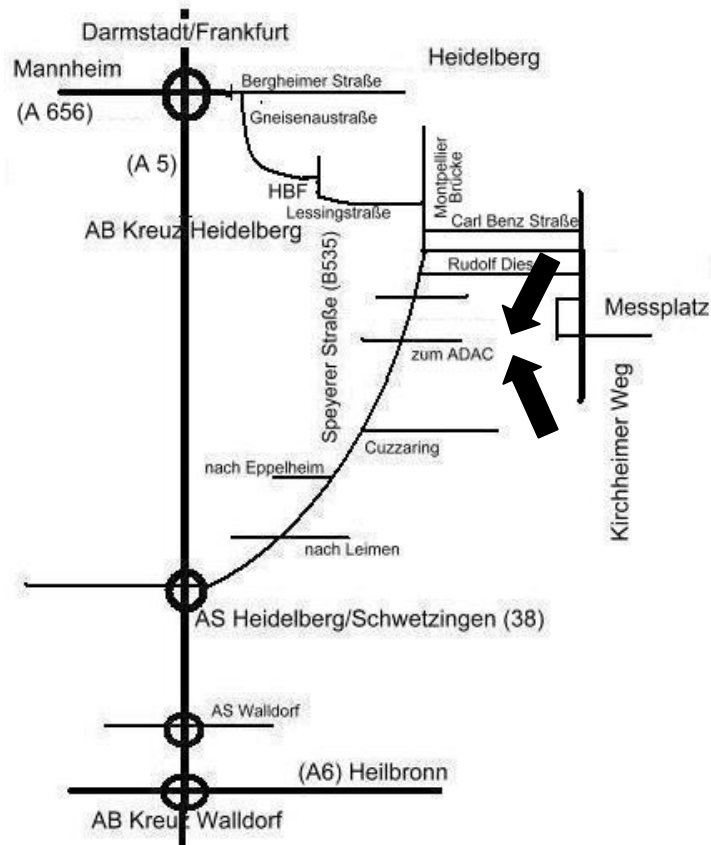 Darmstadt/Frankfurt
Heidelberg
Mannheim
Bergheimer Straße
(A 656)
Gneisenaustraße
(A 5)
Montpellier
Brücke
HBF
Lessingstraße
Carl Benz Straße
AB Kreuz Heidelberg
Rudolf Dies
Speyerer Straße (B535)
Messplatz
zum ADAC
Kirchheimer Weg
Cuzzaring
nach Eppelheim
nach Leimen
AS Heidelberg/Schwetzingen (38)
AS Walldorf
(A6) Heilbronn
AB Kreuz Walldorf